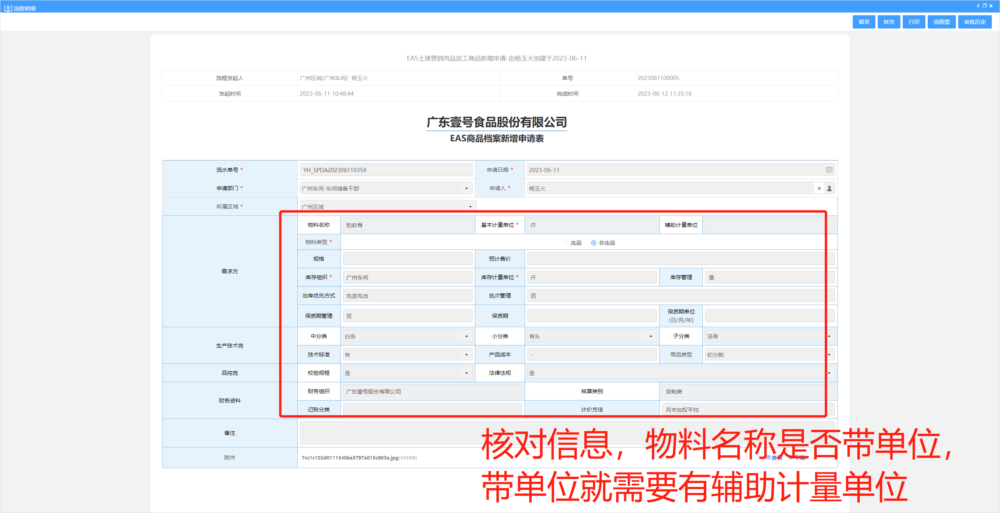 流程明细
留言 转发 打印 流程图 审批历史
EAS土猪营销肉品加工商品新增申请-由杨玉火创建于2023-06-11
流程发起人 广州区域/广州车间/ 杨玉火 单号 2023061100005
发起时间 2023-06-11 10:48:44 完成时间 2023-06-12 11:35:16
广东壹号食品股份有限公司
EAS商品档案新增申请表
流水单号 * YH_SPDA202306110359 申请日期 * 2023-06-11
申请部门 * 广州车间-车间储备干部 申请人 * 杨玉火
所属区域 * 广州区域
需求方
物料名称 肋软骨 基本计量单位 * 斤 辅助计量单位
物料类型 * 冻品 非冻品
规格 预计售价
库存组织 * 广州车间 库存计量单位 * 斤 库存管理 是
出库优先方式 先进先出 批次管理 否
保质期管理 否 保质期 保质期单位
(日/月/年)
生产技术岗
中分类 白条 小分类 骨头 子分类 汤骨
技术标准 有 产品成本 - 商品类型 初分割
品控岗 校验规程 是 法律法规 是
财务资料
财务组织 广东壹号股份有限公司 核算类别 自制类
记账分类 计价方法 月末加权平均
备注
附件 7cc1c102d0111340ba5797a015c903a.jpg(445KB) 查看 下载
核对信息，物料名称是否带单位，
带单位就需要有辅助计量单位